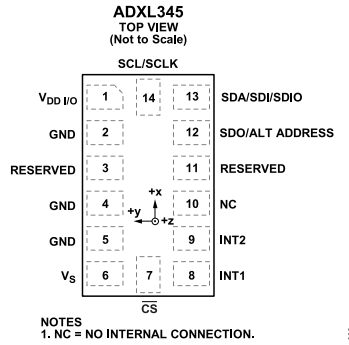 ADXL345
TOP VIEW
(Not to Scale)
SCL/SCLK
VDD I/O 1 14 13 SDA/SDI/SDIO
GND 2 12 SDO/ALT ADDRESS
RESERVED 3 11 RESERVED
+x
GND 4 10 NC
+y +z
GND 5 9 INT2
VS 6 7 8 INT1
CS
NOTES
1. NC = NO INTERNAL CONNECTION.